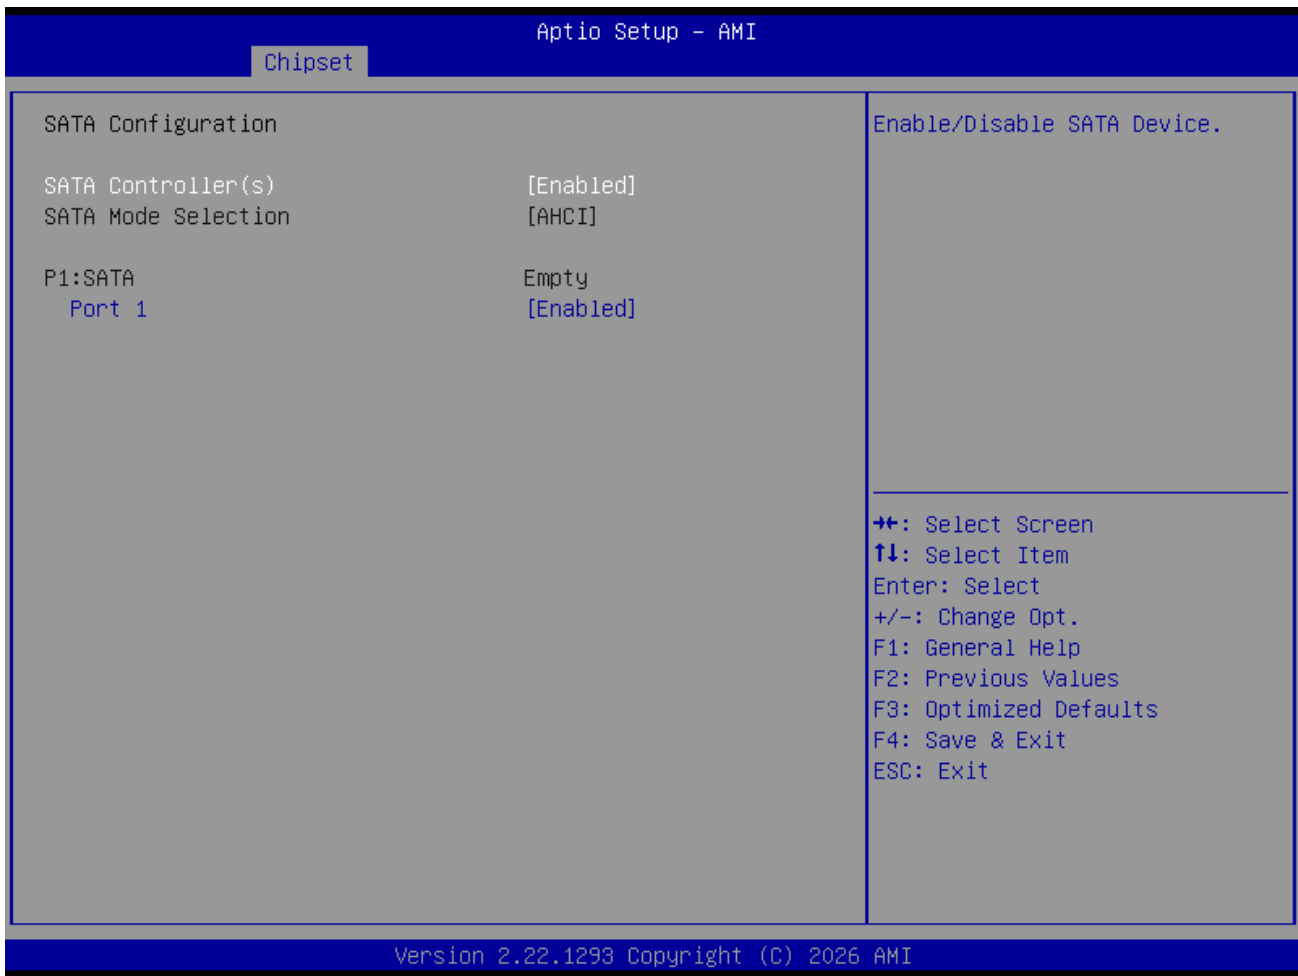 Aptio Setup - AMI
Chipset
SATA Configuration
SATA Controller(s) [Enabled]
SATA Mode Selection [AHCI]
P1:SATA Empty
Port 1 [Enabled]
Enable/Disable SATA Device.
→←: Select Screen
↑↓: Select Item
Enter: Select
+/-: Change Opt.
F1: General Help
F2: Previous Values
F3: Optimized Defaults
F4: Save & Exit
ESC: Exit
Version 2.22.1293 Copyright (C) 2026 AMI